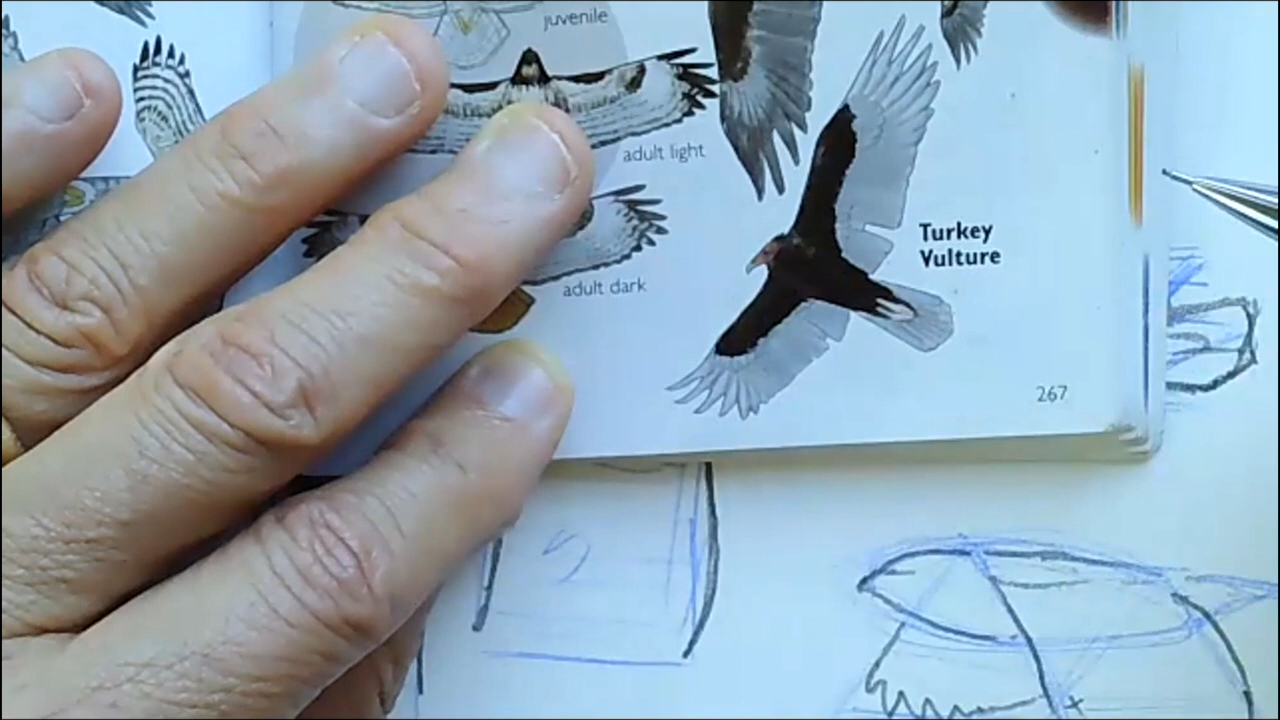 juvenile
adult light
Turkey
Vulture
adult dark
267